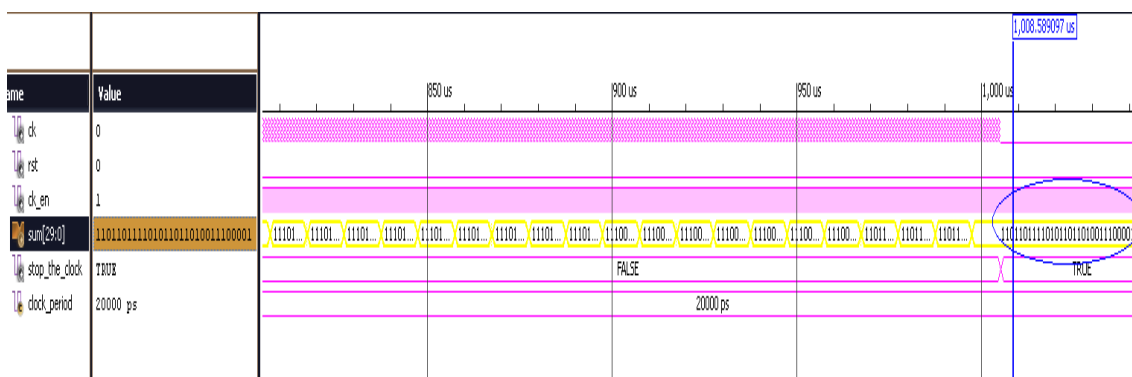 1,008.589097 us
ame Value 850 us 900 us 950 us 1,000 us
ck 0
rst 0
ck_en 1
sum[29:0] 110110111101011011010011100001 11101... 11101... 11101... 11101... 11101... 11101... 11101... 11101... 11101... 11100... 11100... 11100... 11100... 11100... 11100... 11100... 11011... 11011... 11011... 110110111101011011010011100001
stop_the_clock TRUE FALSE TRUE
clock_period 20000 ps 20000 ps